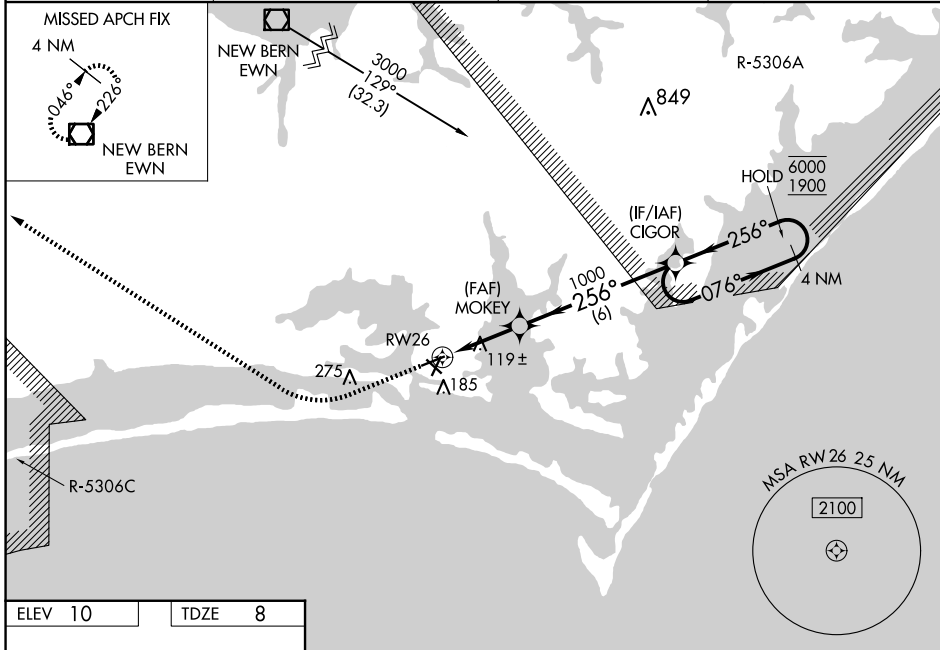 MISSED APCH FIX
4 NM
046°
226°
NEW BERN
EWN
NEW BERN
EWN
3000
129°
(32.3)
R-5306A
849
HOLD
6000
1900
(IF/IAF)
CIGOR
256°
076°
4 NM
1000
256°
(6)
(FAF)
MOKEY
RW26
119±
275
185
R-5306C
MSA RW26 25 NM
2100
ELEV 10
TDZE 8